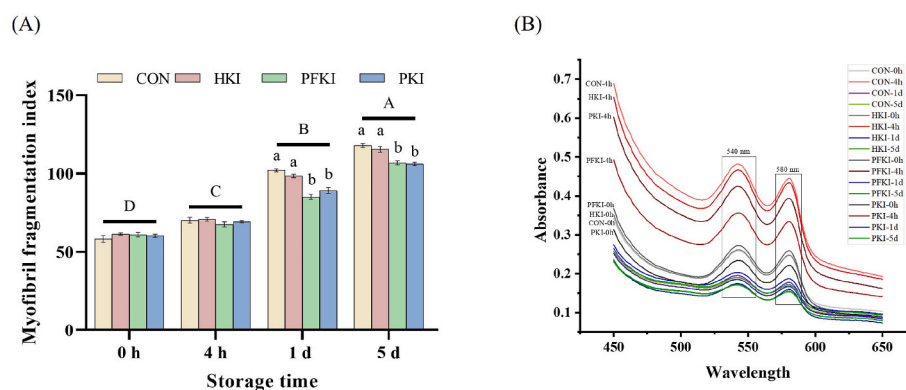 (A)
CON HKI PFKI PKI
Myofibril fragmentation index
150
100
50
0
D
C
B
A
a a b b
a a b b
0 h 4 h 1 d 5 d
Storage time
(B)
Absorbance
0.7
0.6
0.5
0.4
0.3
0.2
0.1
CON-4h
HKI-4h
PKI-4h
PFKI-4h
PFKI-0h
HKI-0h
CON-0h
PKI-0h
540 nm
580 nm
450 500 550 600 650
Wavelength
CON-0h
CON-4h
CON-1d
CON-5d
HKI-0h
HKI-4h
HKI-1d
HKI-5d
PFKI-0h
PFKI-4h
PFKI-1d
PFKI-5d
PKI-0h
PKI-4h
PKI-1d
PKI-5d